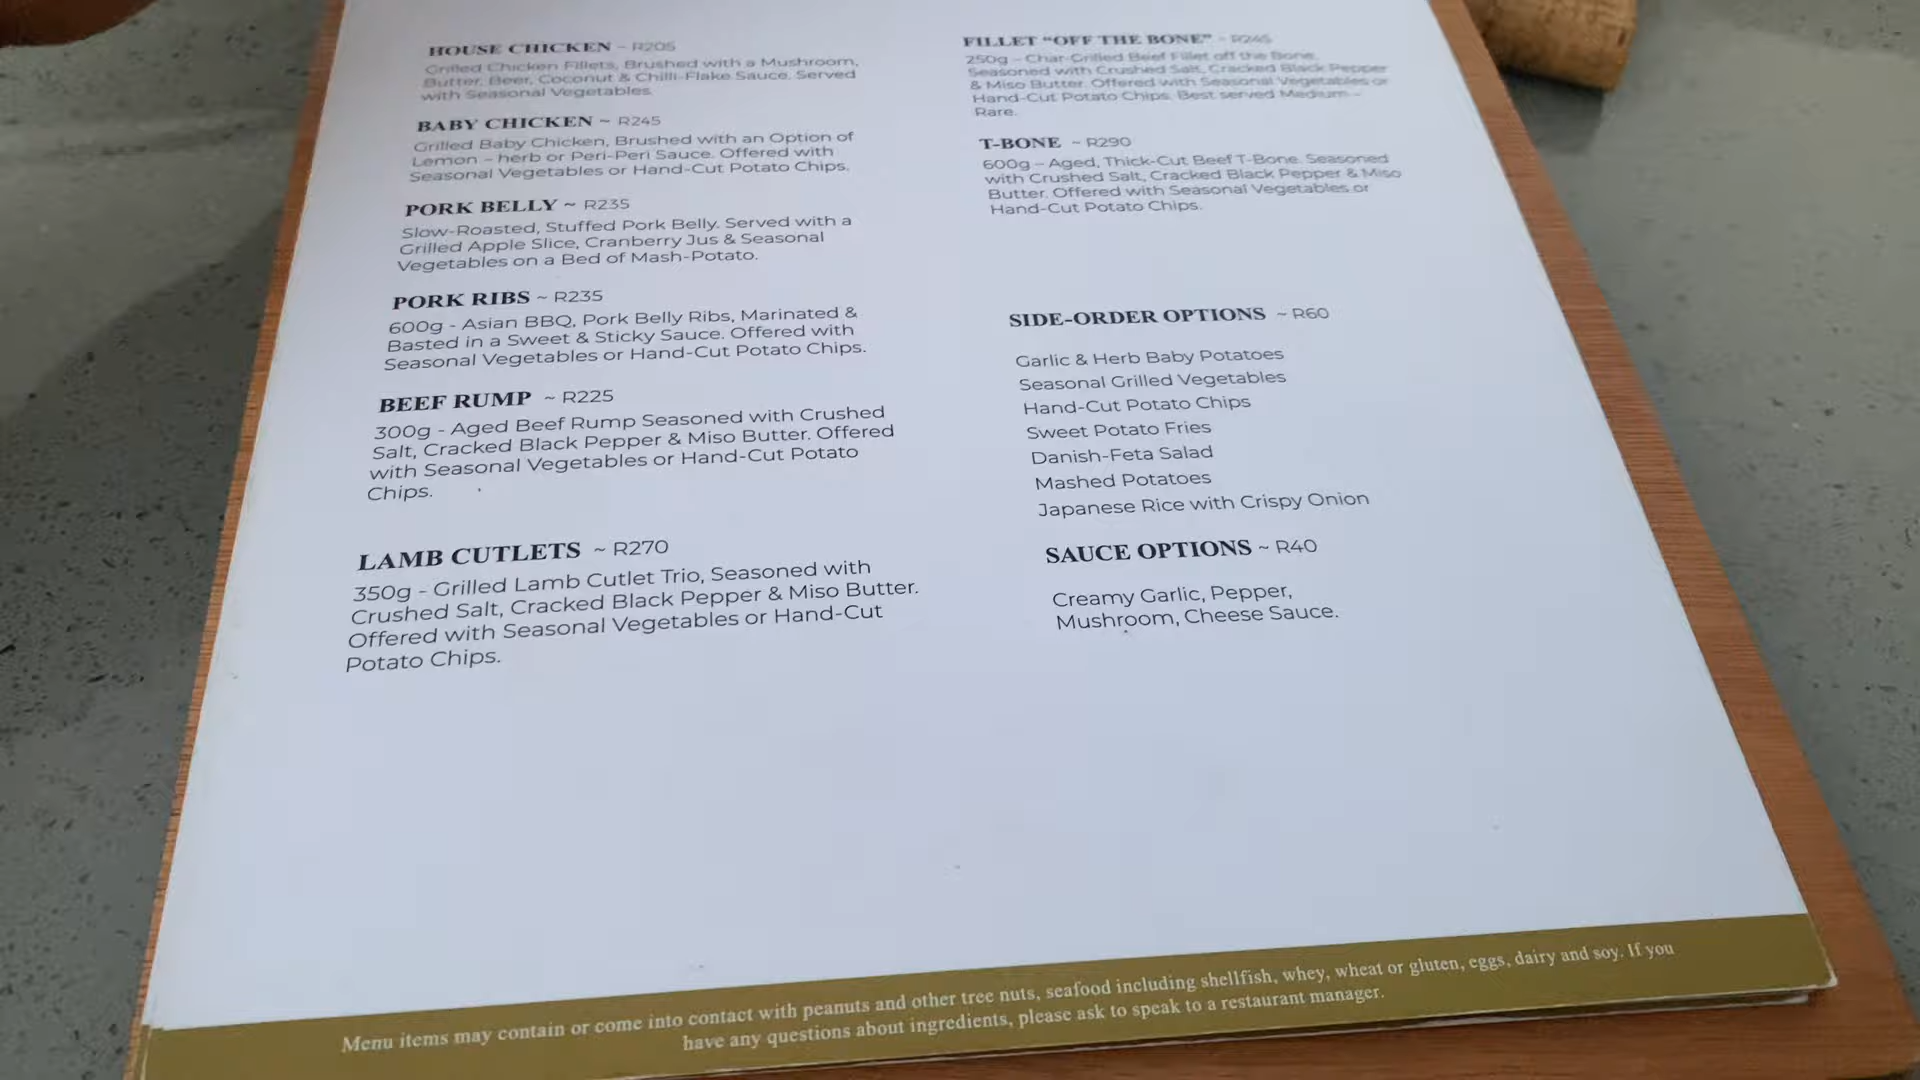 HOUSE CHICKEN ~ R205
Grilled Chicken Fillets, Brushed with a Mushroom,
Butter, Beer, Coconut & Chilli-Flake Sauce. Served
with Seasonal Vegetables.
BABY CHICKEN ~ R245
Grilled Baby Chicken, Brushed with an Option of
Lemon – herb or Peri-Peri Sauce. Offered with
Seasonal Vegetables or Hand-Cut Potato Chips.
PORK BELLY ~ R235
Slow-Roasted, Stuffed Pork Belly. Served with a
Grilled Apple Slice, Cranberry Jus & Seasonal
Vegetables on a Bed of Mash-Potato.
PORK RIBS ~ R235
600g - Asian BBQ, Pork Belly Ribs, Marinated &
Basted in a Sweet & Sticky Sauce. Offered with
Seasonal Vegetables or Hand-Cut Potato Chips.
BEEF RUMP ~ R225
300g - Aged Beef Rump Seasoned with Crushed
Salt, Cracked Black Pepper & Miso Butter. Offered
with Seasonal Vegetables or Hand-Cut Potato
Chips.
LAMB CUTLETS ~ R270
350g - Grilled Lamb Cutlet Trio, Seasoned with
Crushed Salt, Cracked Black Pepper & Miso Butter.
Offered with Seasonal Vegetables or Hand-Cut
Potato Chips.
FILLET “OFF THE BONE” ~ R245
250g – Char-Grilled Beef Fillet off the Bone.
Seasoned with Crushed Salt, Cracked Black Pepper
& Miso Butter. Offered with Seasonal Vegetables or
Hand-Cut Potato Chips. Best served Medium –
Rare.
T-BONE ~ R290
600g – Aged, Thick-Cut Beef T-Bone. Seasoned
with Crushed Salt, Cracked Black Pepper & Miso
Butter. Offered with Seasonal Vegetables or
Hand-Cut Potato Chips.
SIDE-ORDER OPTIONS ~ R60
Garlic & Herb Baby Potatoes
Seasonal Grilled Vegetables
Hand-Cut Potato Chips
Sweet Potato Fries
Danish-Feta Salad
Mashed Potatoes
Japanese Rice with Crispy Onion
SAUCE OPTIONS ~ R40
Creamy Garlic, Pepper,
Mushroom, Cheese Sauce.
Menu items may contain or come into contact with peanuts and other tree nuts, seafood including shellfish, whey, wheat or gluten, eggs, dairy and soy. If you
have any questions about ingredients, please ask to speak to a restaurant manager.